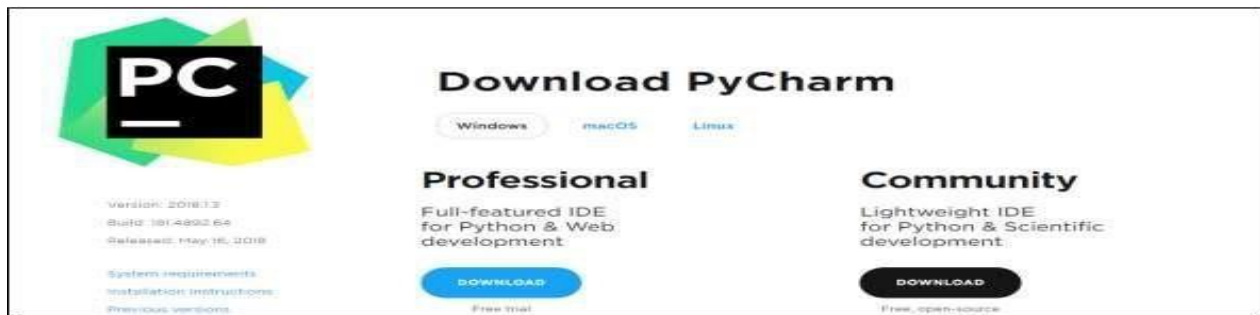 PC
Download PyCharm
Windows macOS Linux
Version: 2018.1.3
Build: 181.4892.64
Released: May 16, 2018
System requirements
Installation instructions
Previous versions
Professional
Full-featured IDE
for Python & Web
development
DOWNLOAD
Free trial
Community
Lightweight IDE
for Python & Scientific
development
DOWNLOAD
Free, open-source